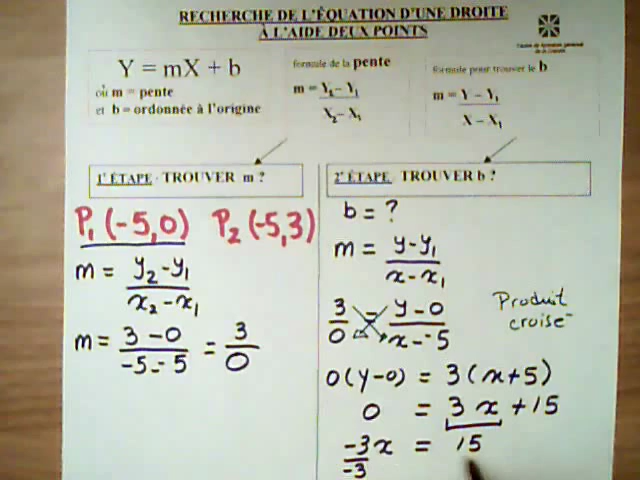 RECHERCHE DE L'ÉQUATION D'UNE DROITE
À L'AIDE DEUX POINTS
Y = mX + b
où m = pente
et b = ordonnée à l'origine
formule de la pente
m = Y₂ – Y₁
X₂ – X₁
formule pour trouver le b
m = Y – Y₁
X – X₁
1° ÉTAPE · TROUVER m ?
P₁(-5,0) P₂(-5,3)
m = y₂-y₁
x₂-x₁
m = 3-0 = 3
-5--5 0
2° ÉTAPE · TROUVER b ?
b = ?
m = y-y₁
x-x₁
3 = y-0
0 x--5
Produit
croisé
0(y-0) = 3(x+5)
0 = 3x + 15
-3x = 15
-3